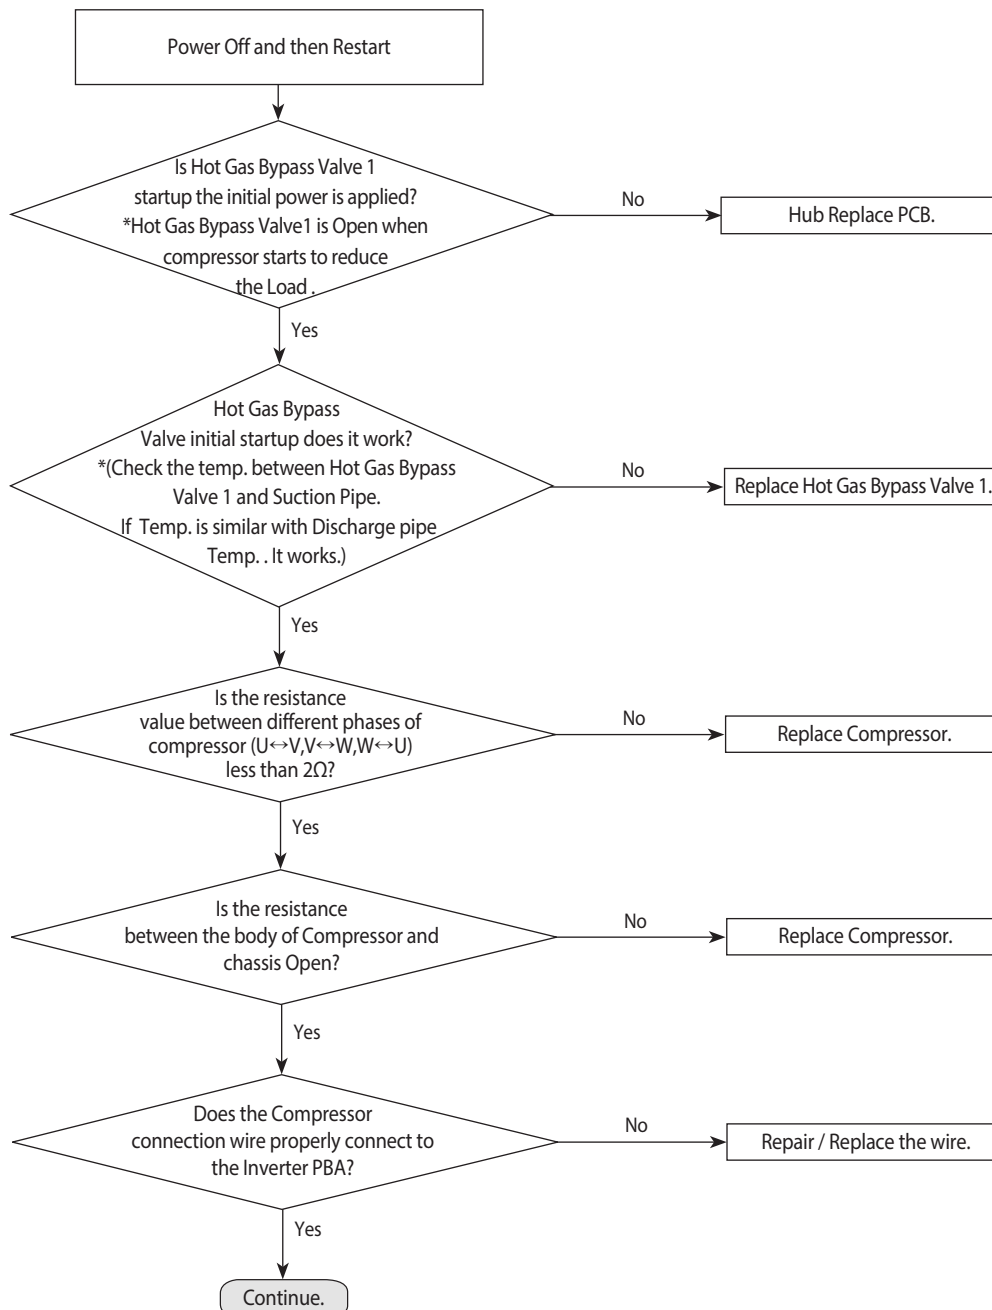 Power Off and then Restart
Is Hot Gas Bypass Valve 1
startup the initial power is applied?
*Hot Gas Bypass Valve1 is Open when
compressor starts to reduce
the Load .
No
Hub Replace PCB.
Yes
Hot Gas Bypass
Valve initial startup does it work?
*(Check the temp. between Hot Gas Bypass
Valve 1 and Suction Pipe.
If Temp. is similar with Discharge pipe
Temp. . It works.)
No
Replace Hot Gas Bypass Valve 1.
Yes
Is the resistance
value between different phases of
compressor (U↔V,V↔W,W↔U)
less than 2Ω?
No
Replace Compressor.
Yes
Is the resistance
between the body of Compressor and
chassis Open?
No
Replace Compressor.
Yes
Does the Compressor
connection wire properly connect to
the Inverter PBA?
No
Repair / Replace the wire.
Yes
Continue.